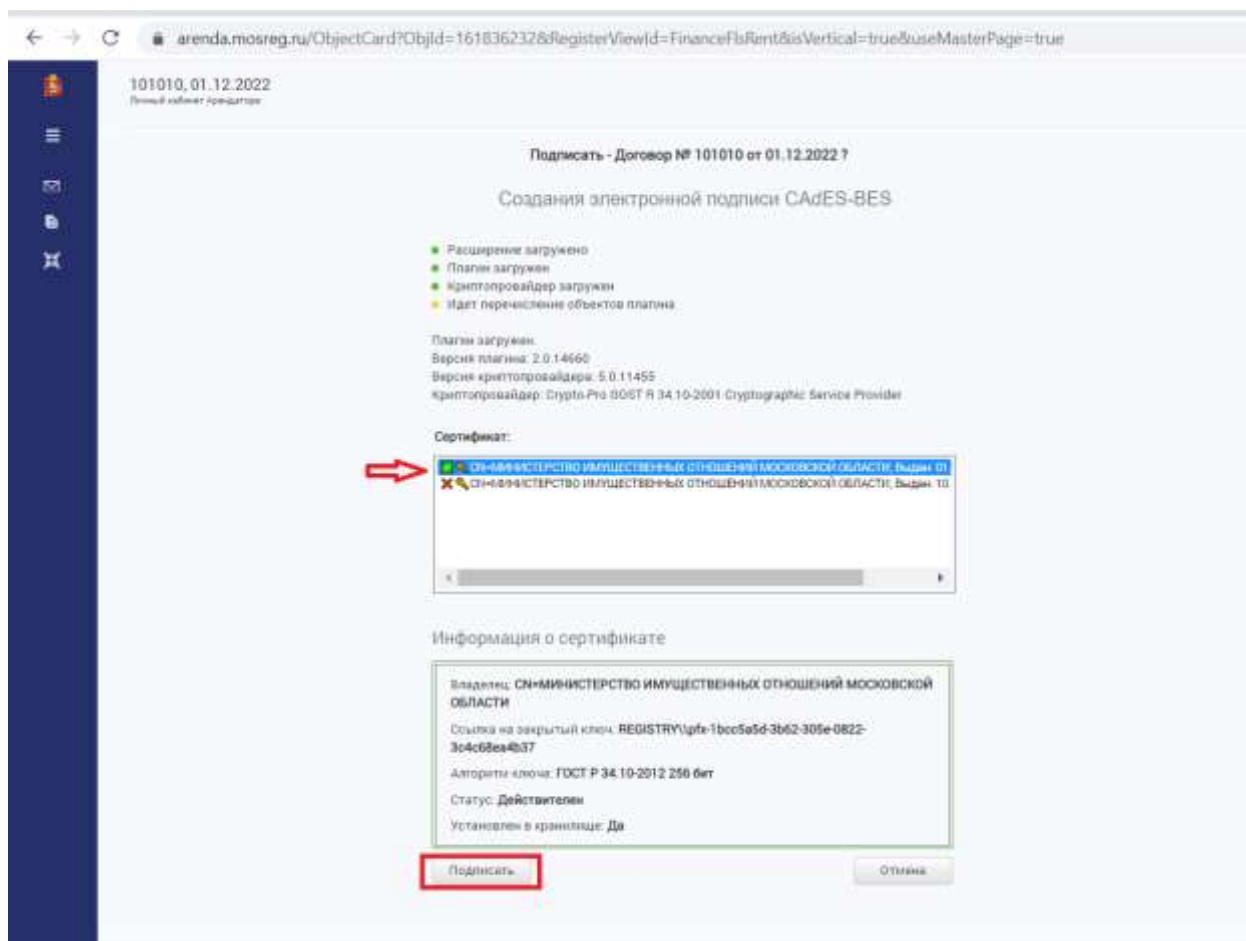 arenda.mosreg.ru/ObjectCard?ObjId=161836232&RegisterViewId=FinanceFlsRent&isVertical=true&useMasterPage=true
101010, 01.12.2022
Личный кабинет Арендатора
Подписать - Договор № 101010 от 01.12.2022 ?
Создания электронной подписи CAdES-BES
Расширение загружено
Плагин загружен
Криптопровайдер загружен
Идет перечисление объектов плагина
Плагин загружен.
Версия плагина: 2.0.14660
Версия криптопровайдера: 5.0.11455
Криптопровайдер: Crypto-Pro GOST R 34.10-2001 Cryptographic Service Provider
Сертификат:
CN=МИНИСТЕРСТВО ИМУЩЕСТВЕННЫХ ОТНОШЕНИЙ МОСКОВСКОЙ ОБЛАСТИ; Выдан: 01
CN=МИНИСТЕРСТВО ИМУЩЕСТВЕННЫХ ОТНОШЕНИЙ МОСКОВСКОЙ ОБЛАСТИ; Выдан: 10
Информация о сертификате
Владелец: CN=МИНИСТЕРСТВО ИМУЩЕСТВЕННЫХ ОТНОШЕНИЙ МОСКОВСКОЙ
ОБЛАСТИ
Ссылка на закрытый ключ: REGISTRY\\pfx-1bcc5a5d-3b62-305e-0822-
3c4c68ea4b37
Алгоритм ключа: ГОСТ Р 34.10-2012 256 бит
Статус: Действителен
Установлен в хранилище: Да
Подписать
Отмена